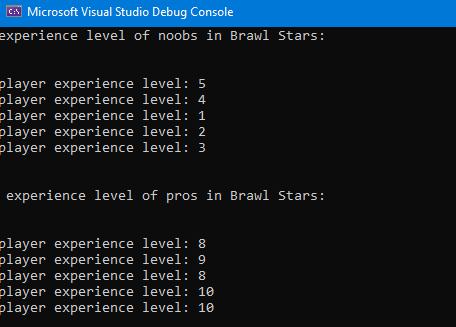 Microsoft Visual Studio Debug Console
experience level of noobs in Brawl Stars:
player experience level: 5
player experience level: 4
player experience level: 1
player experience level: 2
player experience level: 3
experience level of pros in Brawl Stars:
player experience level: 8
player experience level: 9
player experience level: 8
player experience level: 10
player experience level: 10